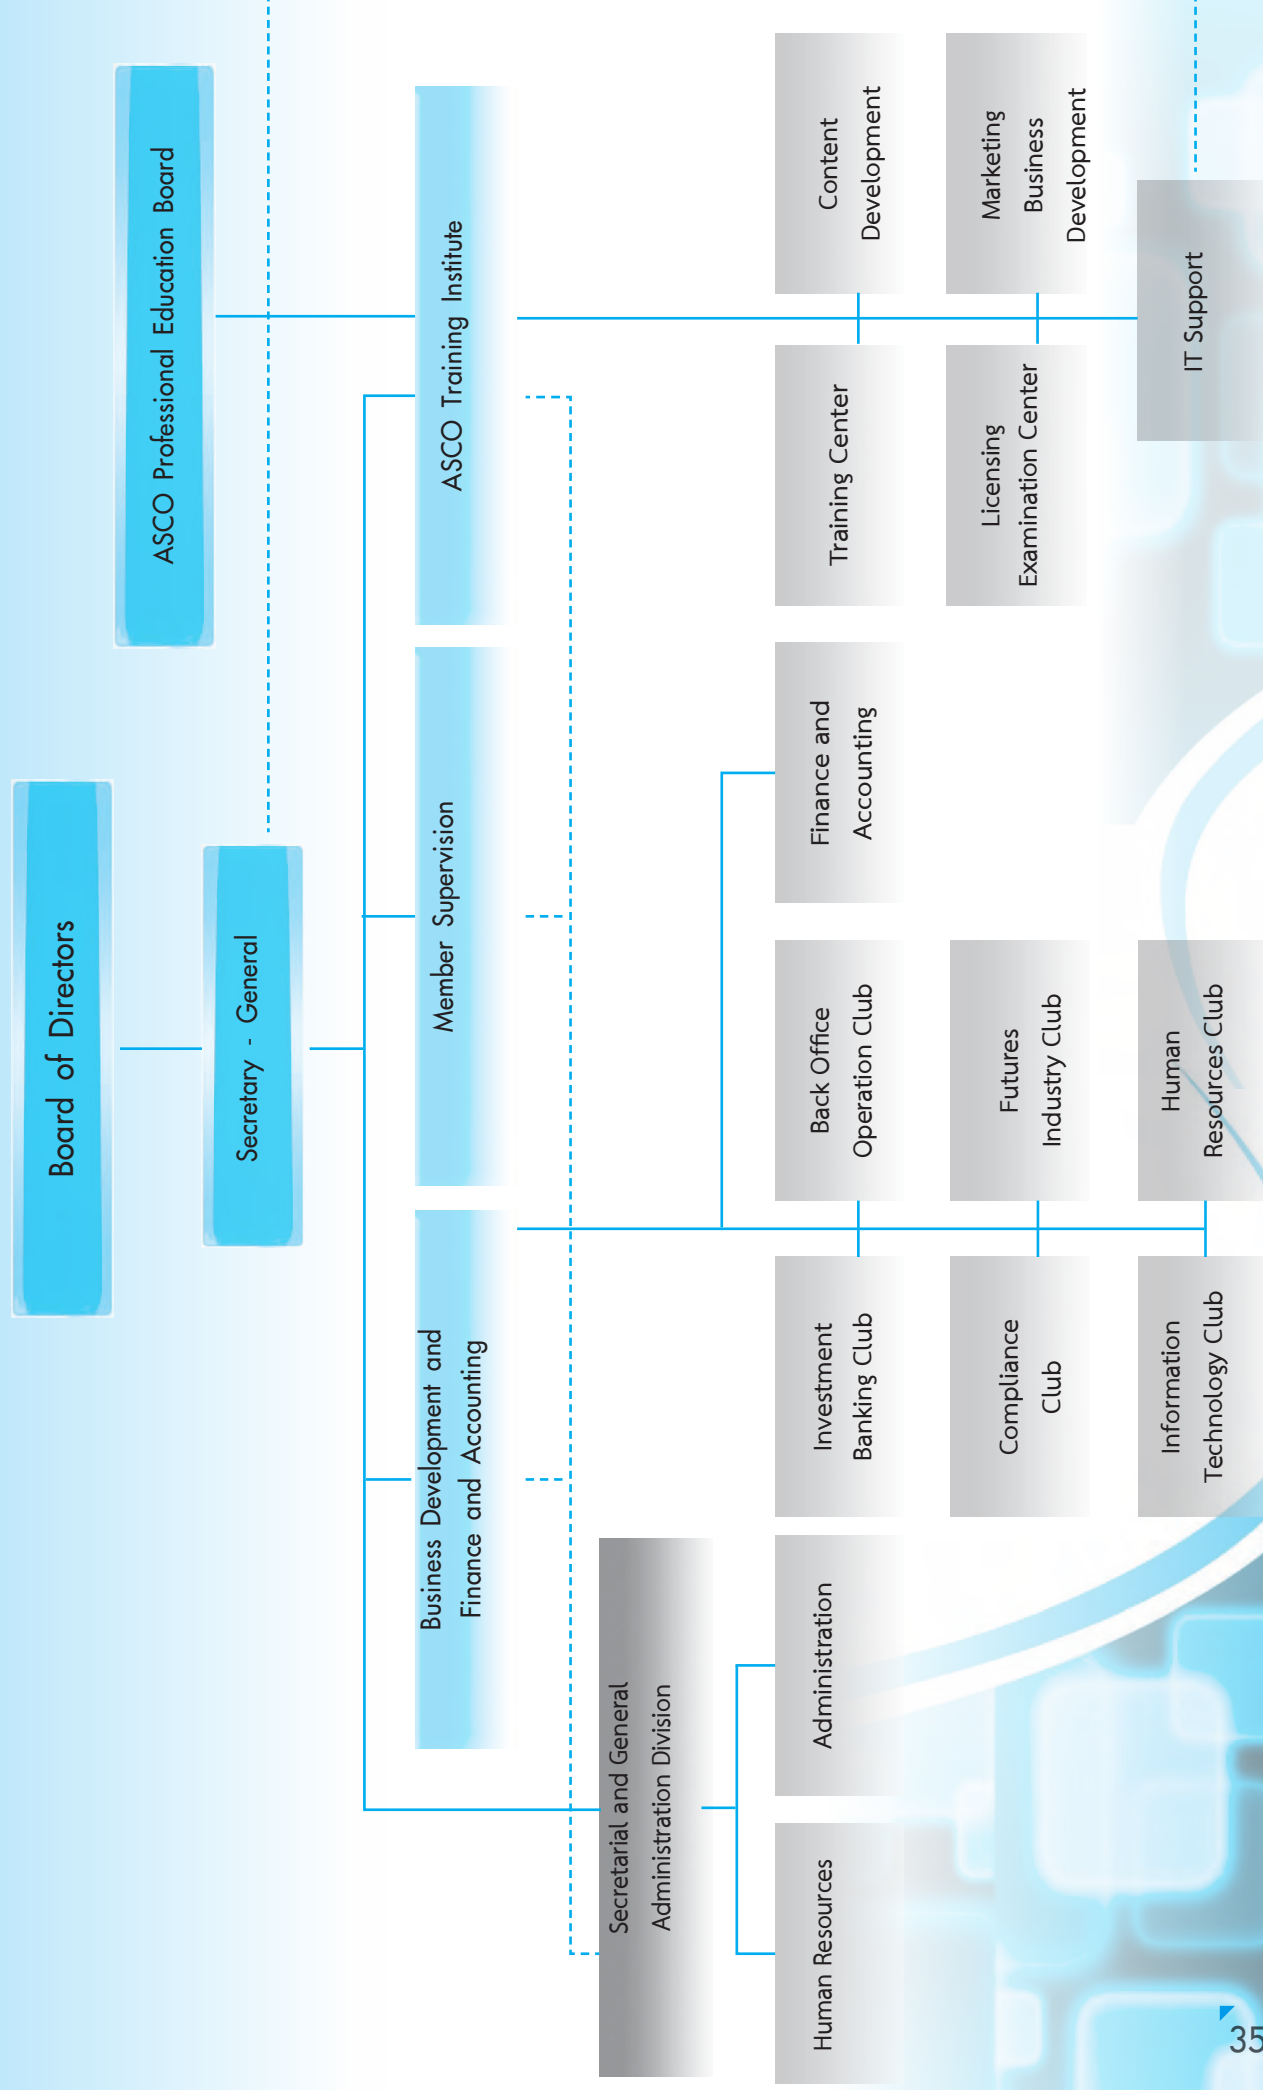 Board of Directors
ASCO Professional Education Board
Secretary - General
Business Development and
Finance and Accounting
Member Supervision
ASCO Training Institute
Secretarial and General
Administration Division
Human Resources
Administration
Investment
Banking Club
Back Office
Operation Club
Finance and
Accounting
Training Center
Content
Development
Compliance
Club
Futures
Industry Club
Licensing
Examination Center
Marketing
Business
Development
Information
Technology Club
Human
Resources Club
IT Support
35